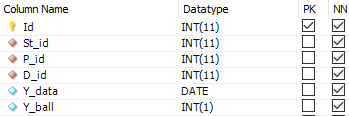 Column Name Datatype PK NN
Id INT(11)
St_id INT(11)
P_id INT(11)
D_id INT(11)
Y_data DATE
Y_ball INT(1)